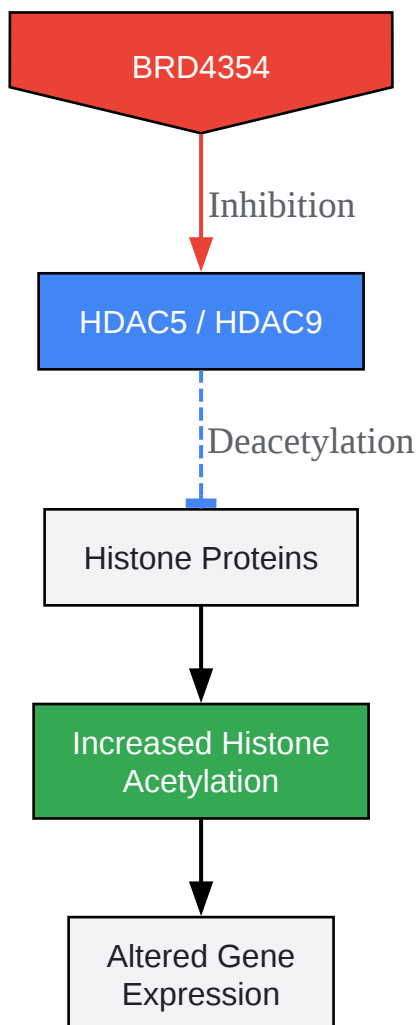 BRD4354
Inhibition
HDAC5 / HDAC9
Deacetylation
Histone Proteins
Increased Histone
Acetylation
Altered Gene
Expression